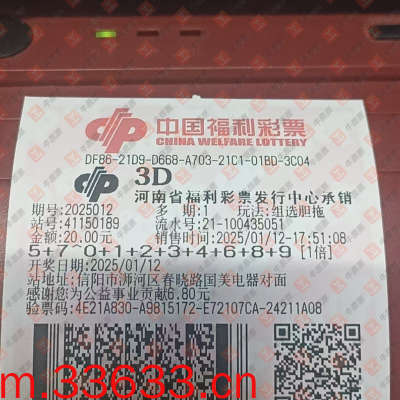 中国福利彩票
CHINA WELFARE LOTTERY
DF86-21D9-D668-A703-21C1-01BD-3C04
3D
河南省福利彩票发行中心承销
期号:2025012 多 期:1 玩法:组选胆拖
站号:41150189 流水号:21-100435051
金额:20.00元 销售时间:2025/01/12-17:51:08
5+7^0+1+2+3+4+6+8+9 [1倍]
开奖日期:2025/01/12
站地址:信阳市浉河区春晓路国美电器对面
感谢您为公益事业贡献6.80元
验票码:4E21A830-A9815172-E72107CA-24211A08
m.33633.cn